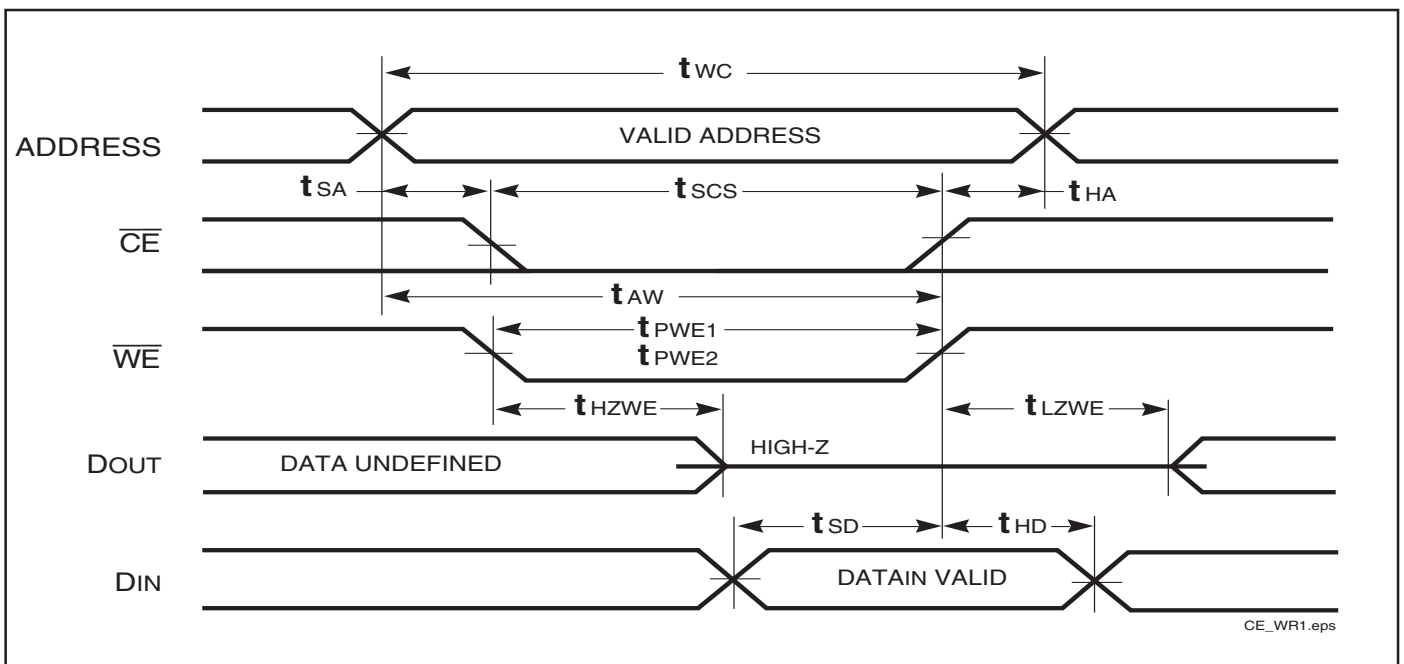 tWC
ADDRESS
VALID ADDRESS
tSA
tSCS
tHA
CE
tAW
tPWE1
WE
tPWE2
tHZWE
tLZWE
HIGH-Z
DOUT
DATA UNDEFINED
tSD
tHD
DIN
DATAIN VALID
CE_WR1.eps